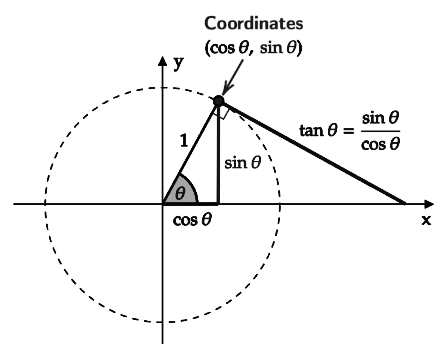 Coordinates
(cos θ, sin θ)
y
tan θ = sin θ / cos θ
1
sin θ
θ
cos θ
x